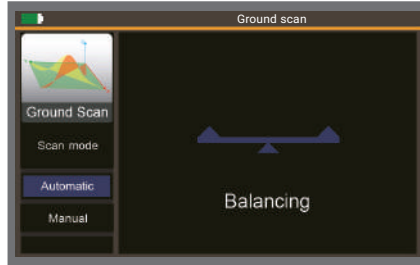 Ground scan
Ground Scan
Scan mode
Automatic
Manual
Balancing